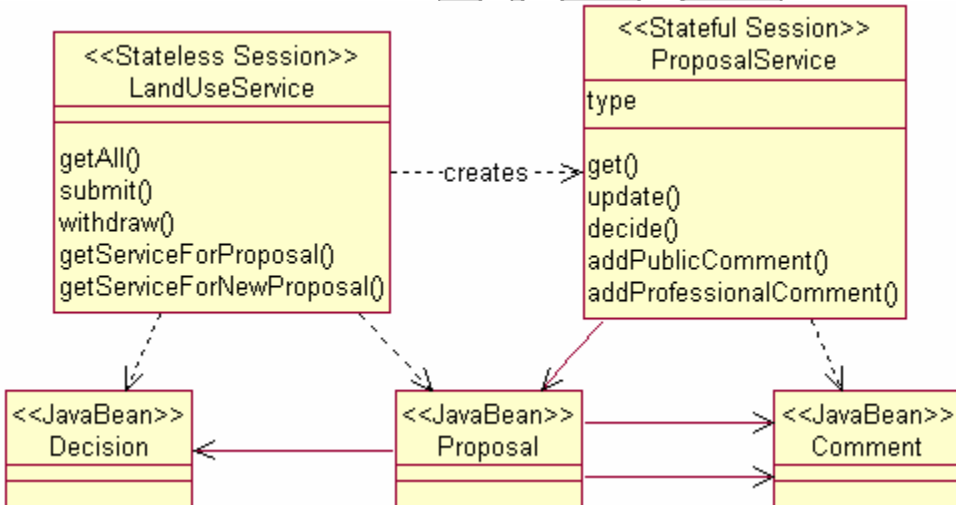 <<Stateless Session>>
LandUseService
getAll()
submit()
withdraw()
getServiceForProposal()
getServiceForNewProposal()
creates
<<Stateful Session>>
ProposalService
type
get()
update()
decide()
addPublicComment()
addProfessionalComment()
<<JavaBean>>
Decision
<<JavaBean>>
Proposal
<<JavaBean>>
Comment